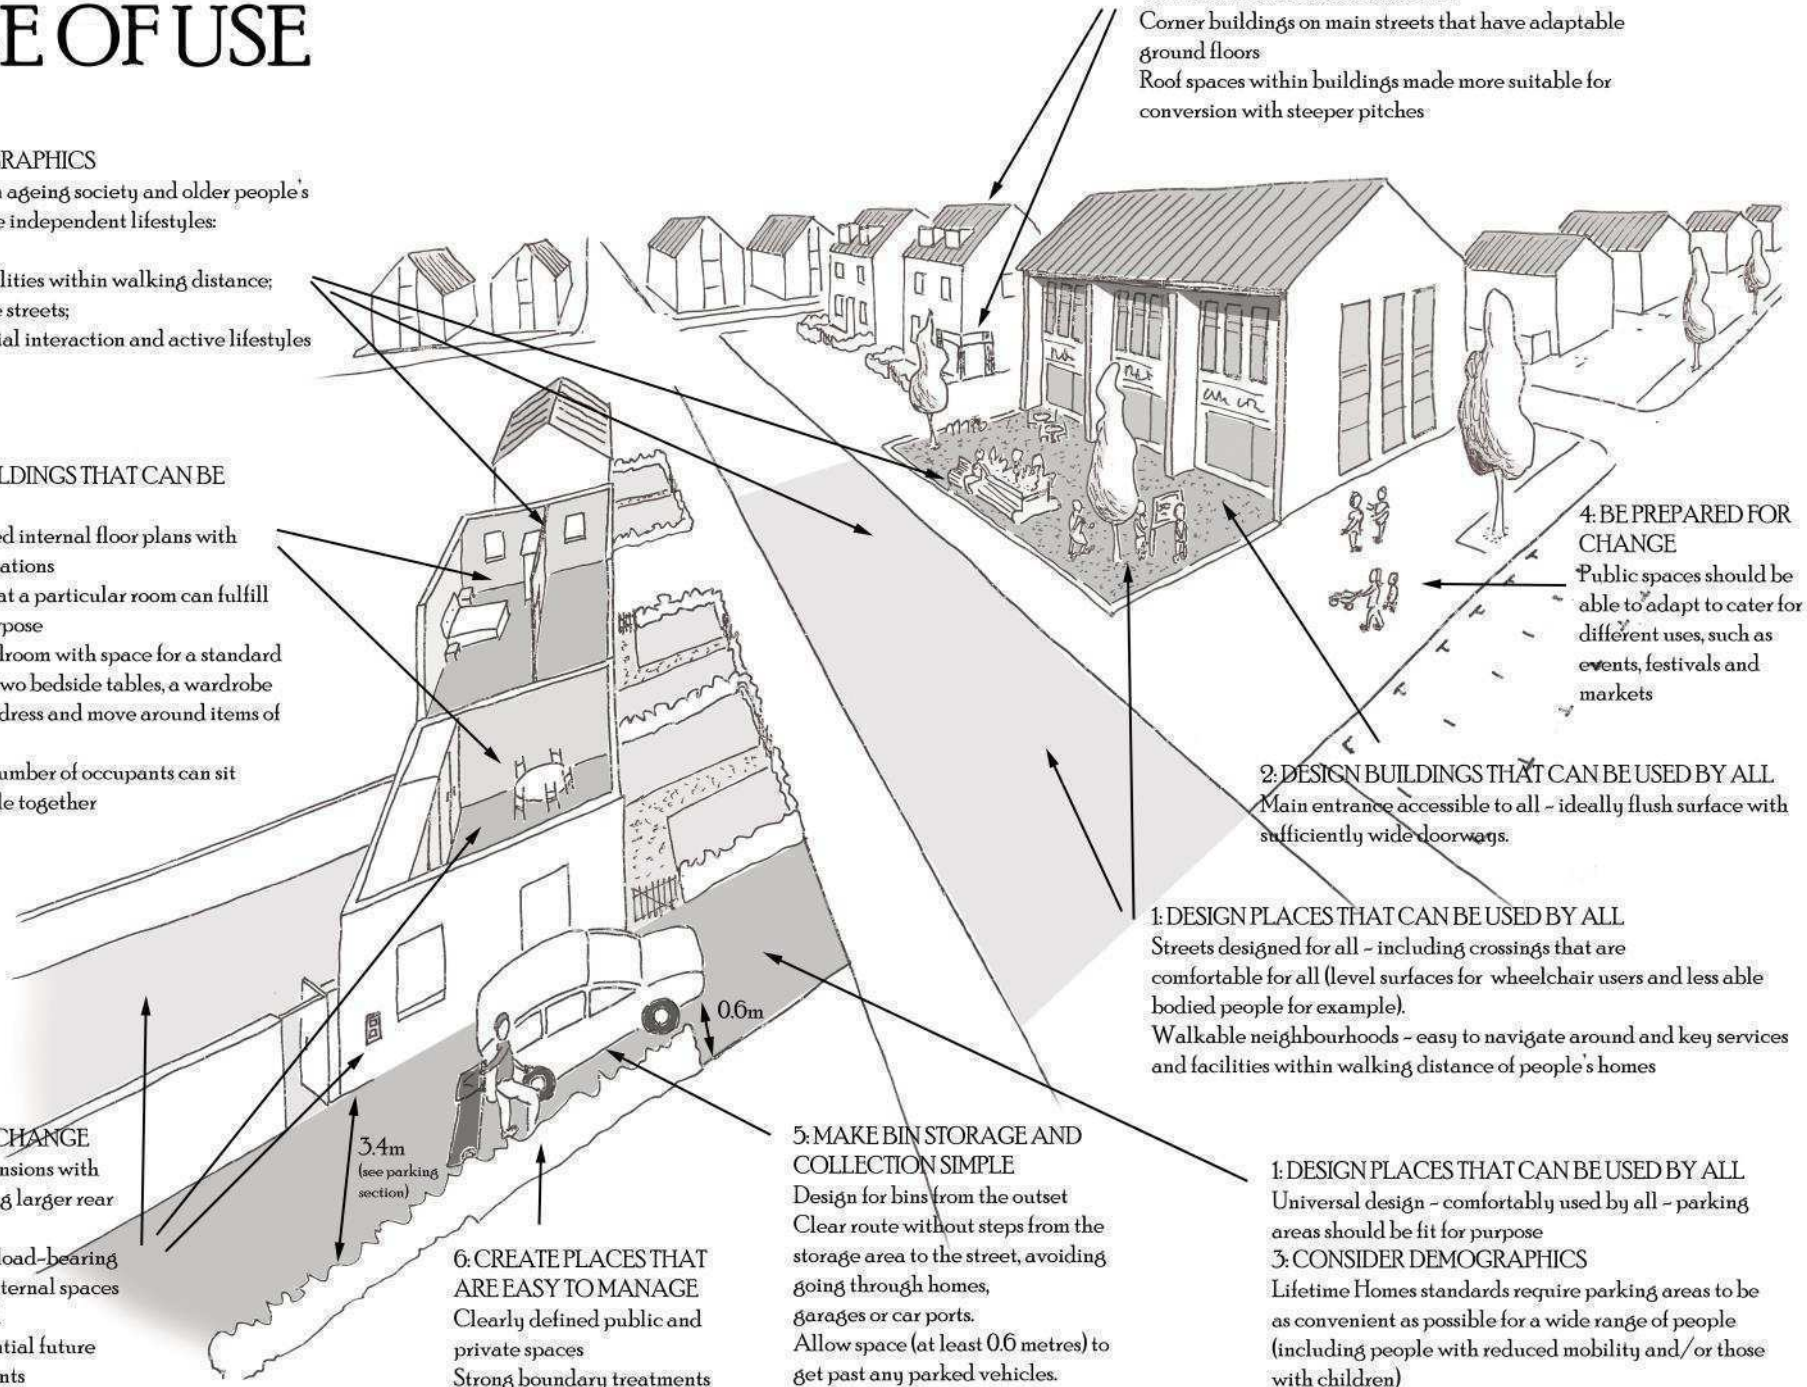 E OF USE
Corner buildings on main streets that have adaptable
ground floors
Roof spaces within buildings made more suitable for
conversion with steeper pitches
GRAPHICS
ageing society and older people's
independent lifestyles:
lities within walking distance;
streets;
ial interaction and active lifestyles
LDINGS THAT CAN BE
ed internal floor plans with
ations
at a particular room can fulfill
pose
droom with space for a standard
two bedside tables, a wardrobe
dress and move around items of
umber of occupants can sit
le together
4: BE PREPARED FOR
CHANGE
Public spaces should be
able to adapt to cater for
different uses, such as
events, festivals and
markets
2: DESIGN BUILDINGS THAT CAN BE USED BY ALL
Main entrance accessible to all - ideally flush surface with
sufficiently wide doorways.
1: DESIGN PLACES THAT CAN BE USED BY ALL
Streets designed for all - including crossings that are
comfortable for all (level surfaces for wheelchair users and less able
bodied people for example).
Walkable neighbourhoods - easy to navigate around and key services
and facilities within walking distance of people's homes
0.6m
3.4m
(see parking
section)
CHANGE
nsions with
g larger rear
load-bearing
ternal spaces
tial future
nts
6: CREATE PLACES THAT
ARE EASY TO MANAGE
Clearly defined public and
private spaces
Strong boundary treatments
5: MAKE BIN STORAGE AND
COLLECTION SIMPLE
Design for bins from the outset
Clear route without steps from the
storage area to the street, avoiding
going through homes,
garages or car ports.
Allow space (at least 0.6 metres) to
get past any parked vehicles.
1: DESIGN PLACES THAT CAN BE USED BY ALL
Universal design - comfortably used by all - parking
areas should be fit for purpose
3: CONSIDER DEMOGRAPHICS
Lifetime Homes standards require parking areas to be
as convenient as possible for a wide range of people
(including people with reduced mobility and/or those
with children)